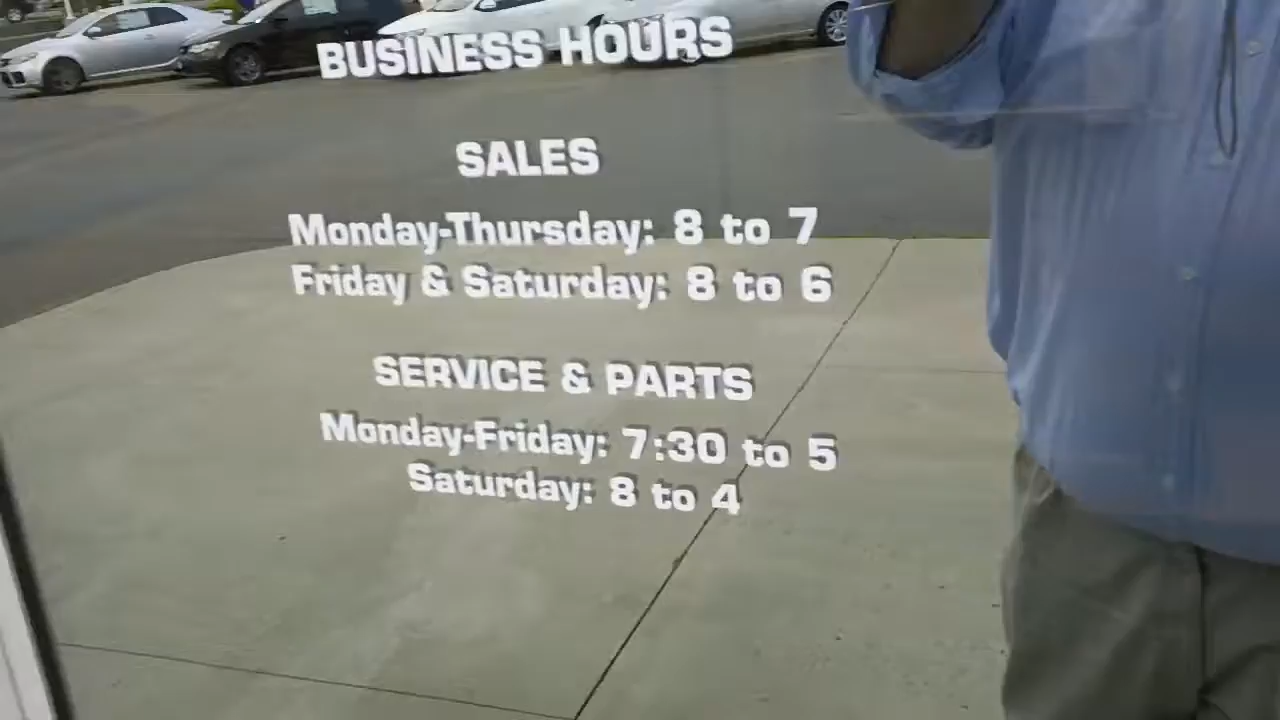 BUSINESS HOURS
SALES
Monday-Thursday: 8 to 7
Friday & Saturday: 8 to 6
SERVICE & PARTS
Monday-Friday: 7:30 to 5
Saturday: 8 to 4